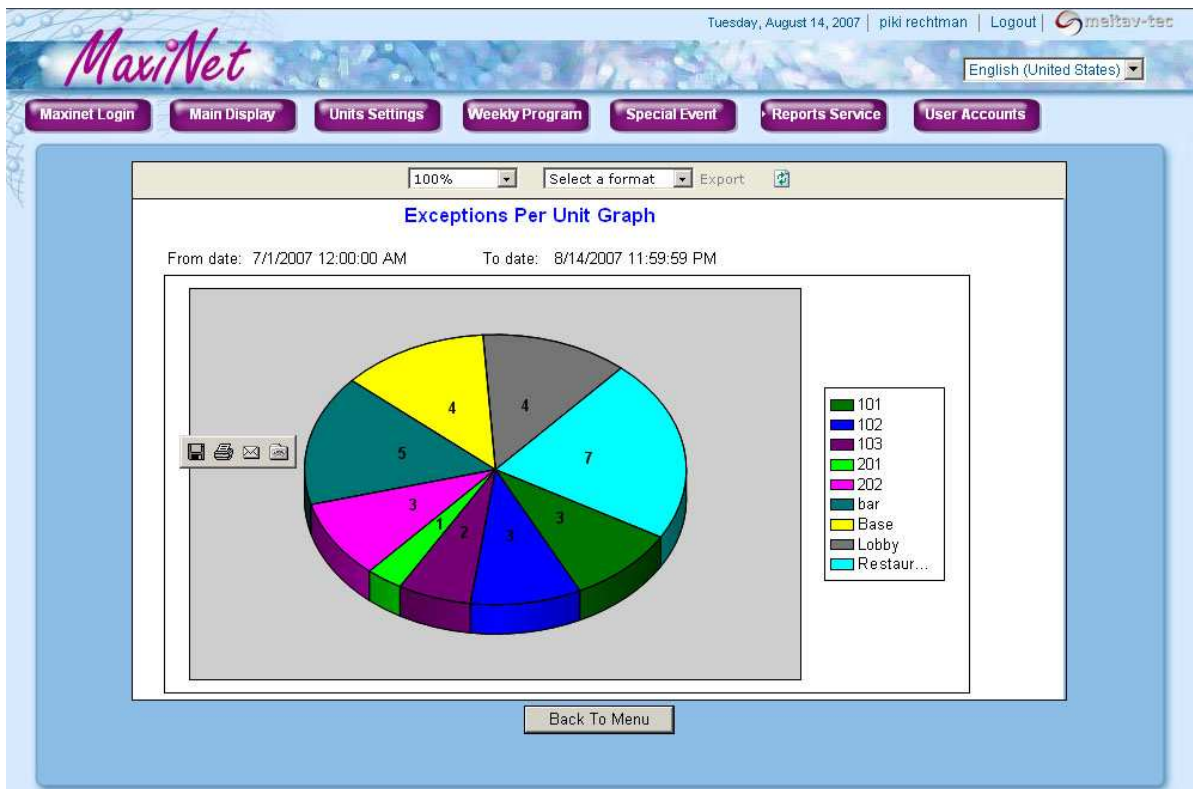 Tuesday, August 14, 2007 | piki rechtman | Logout | meitav-tec
MaxiNet
English (United States)
Maxinet Login Main Display Units Settings Weekly Program Special Event Reports Service User Accounts
100% Select a format Export
Exceptions Per Unit Graph
From date: 7/1/2007 12:00:00 AM To date: 8/14/2007 11:59:59 PM
4 4
5 7
3 1 2 3 3
101
102
103
201
202
bar
Base
Lobby
Restaur...
Back To Menu